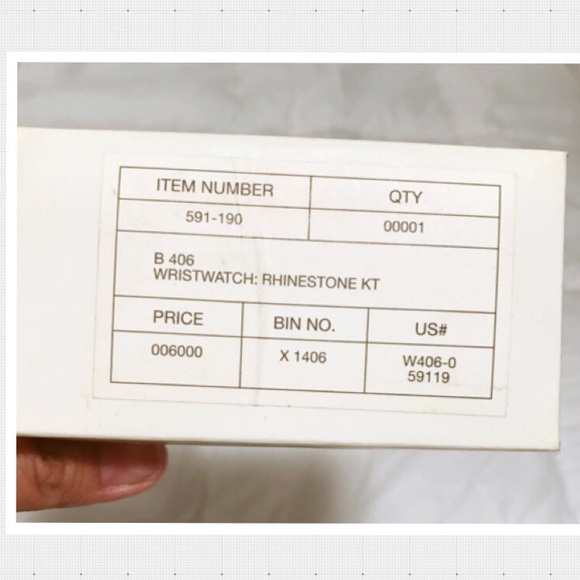 ITEM NUMBER QTY
591-190 00001
B 406
WRISTWATCH: RHINESTONE KT
PRICE BIN NO. US#
006000 X 1406 W406-0
59119